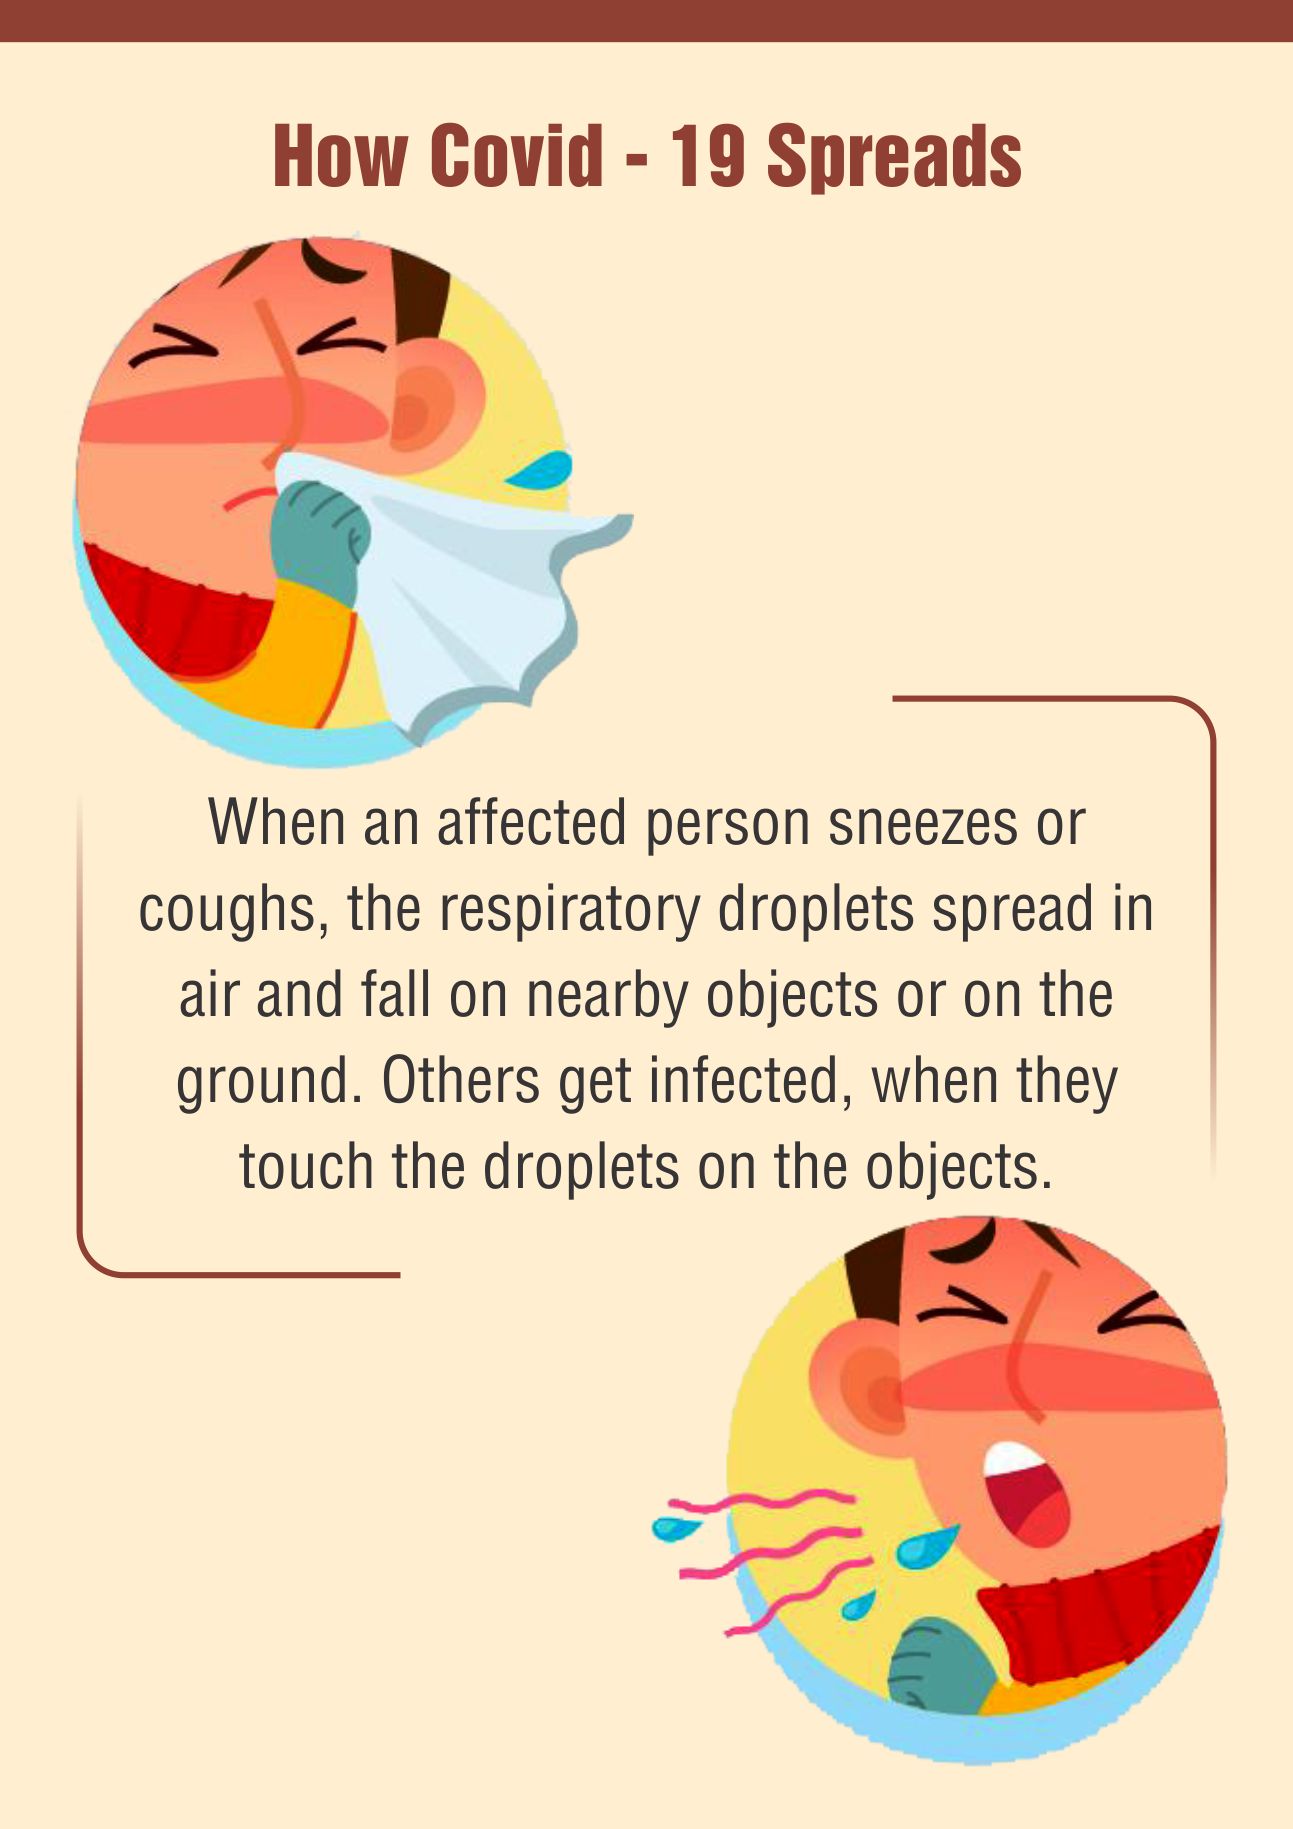 How Covid - 19 Spreads
When an affected person sneezes or
coughs, the respiratory droplets spread in
air and fall on nearby objects or on the
ground. Others get infected, when they
touch the droplets on the objects.